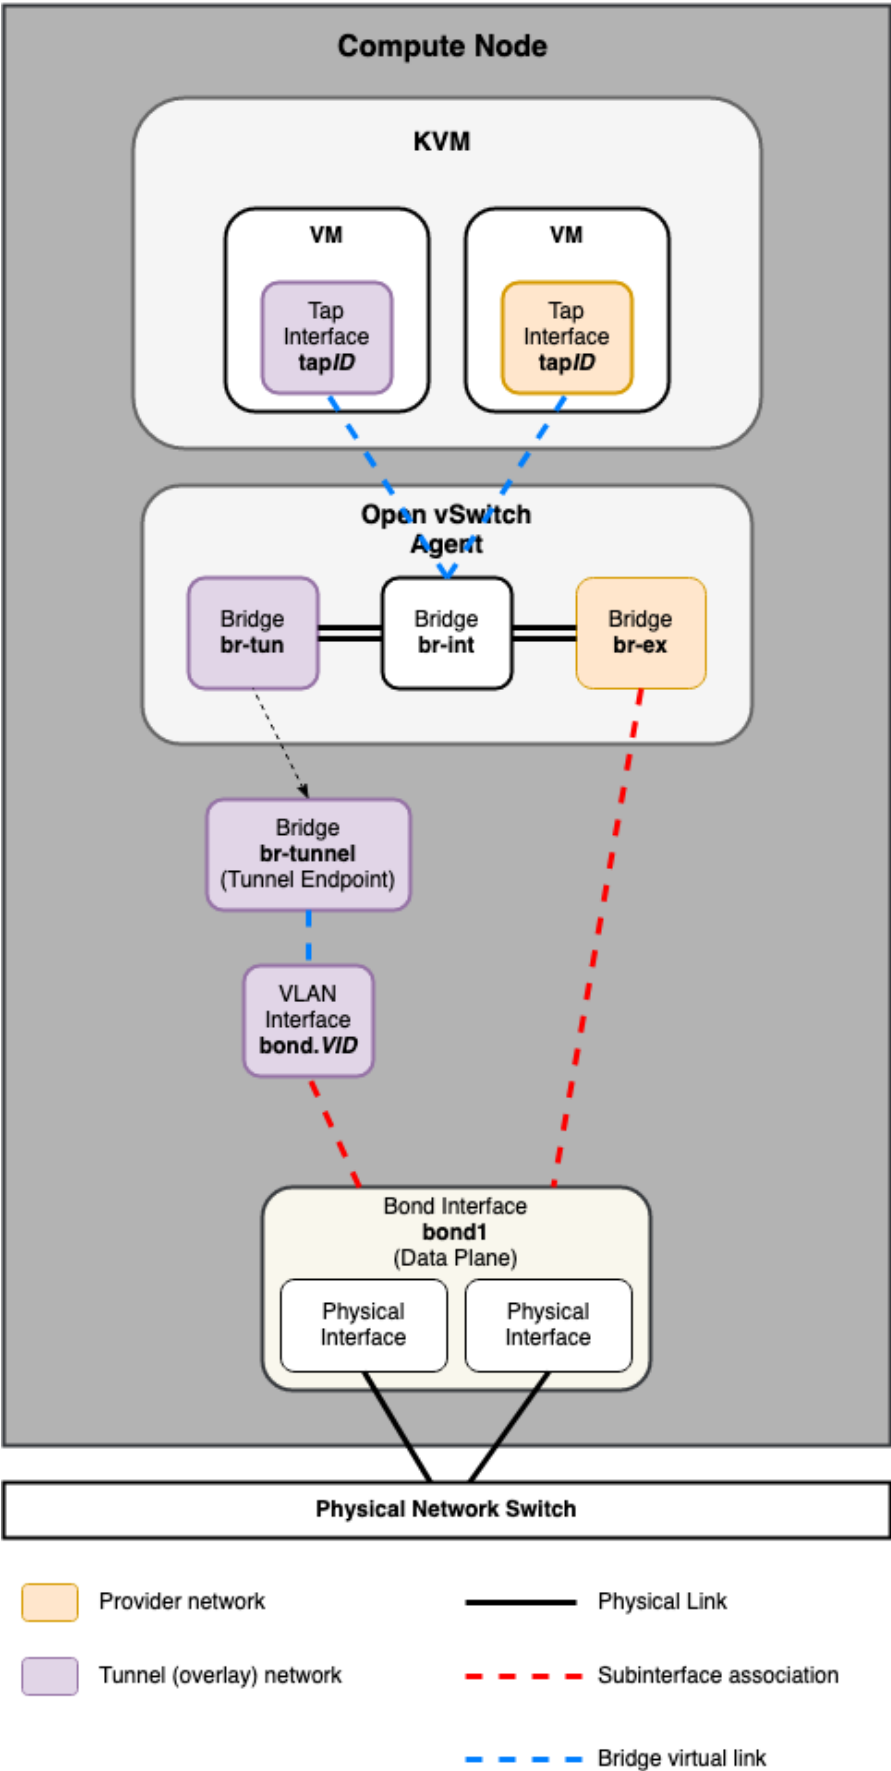 Compute Node
KVM
VM
Tap
Interface
tapID
VM
Tap
Interface
tapID
Open vSwitch
Agent
Bridge
br-tun
Bridge
br-int
Bridge
br-ex
Bridge
br-tunnel
(Tunnel Endpoint)
VLAN
Interface
bond.VID
Bond Interface
bond1
(Data Plane)
Physical
Interface
Physical
Interface
Physical Network Switch
Provider network
Physical Link
Tunnel (overlay) network
Subinterface association
Bridge virtual link